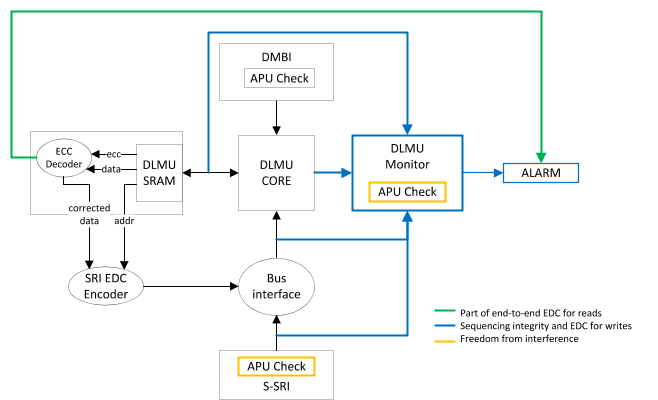 DMBI
APU Check
ECC
Decoder
ecc
data
DLMU
SRAM
DLMU
CORE
DLMU
Monitor
APU Check
ALARM
corrected
data
addr
SRI EDC
Encoder
Bus
interface
APU Check
S-SRI
Part of end-to-end EDC for reads
Sequencing integrity and EDC for writes
Freedom from interference